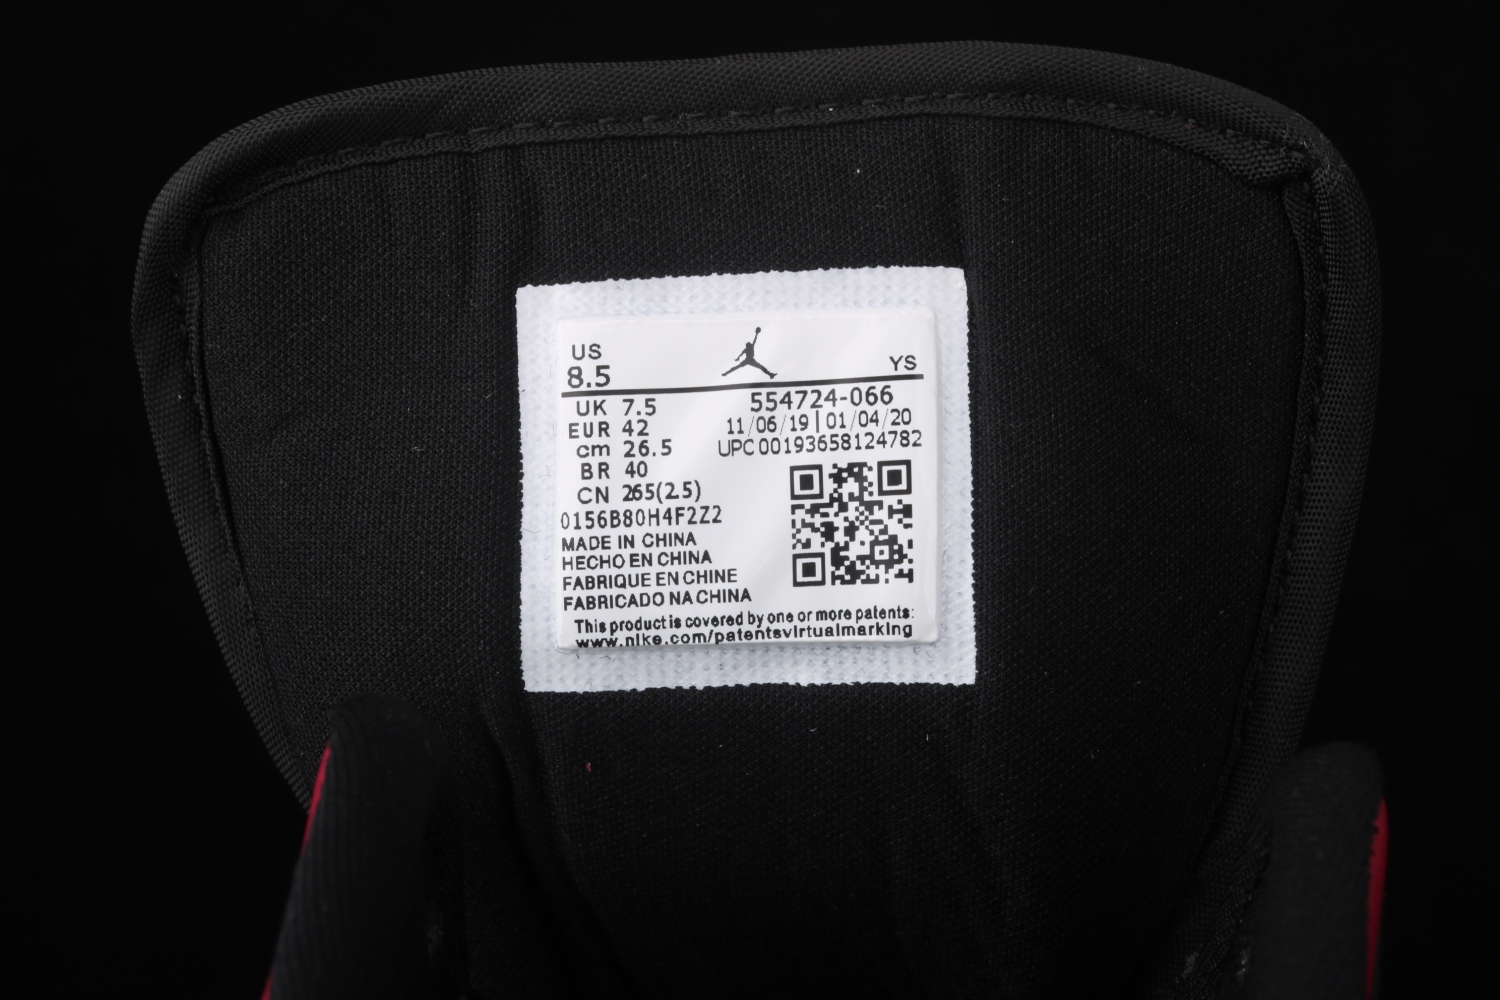 US
8.5
YS
UK 7.5
EUR 42
cm 26.5
BR 40
CN 265(2.5)
554724-066
11/06/19|01/04/20
UPC00193658124782
0156B80H4F2Z2
MADE IN CHINA
HECHO EN CHINA
FABRIQUE EN CHINE
FABRICADO NA CHINA
This product is covered by one or more patents:
www.nike.com/patentsvirtualmarking